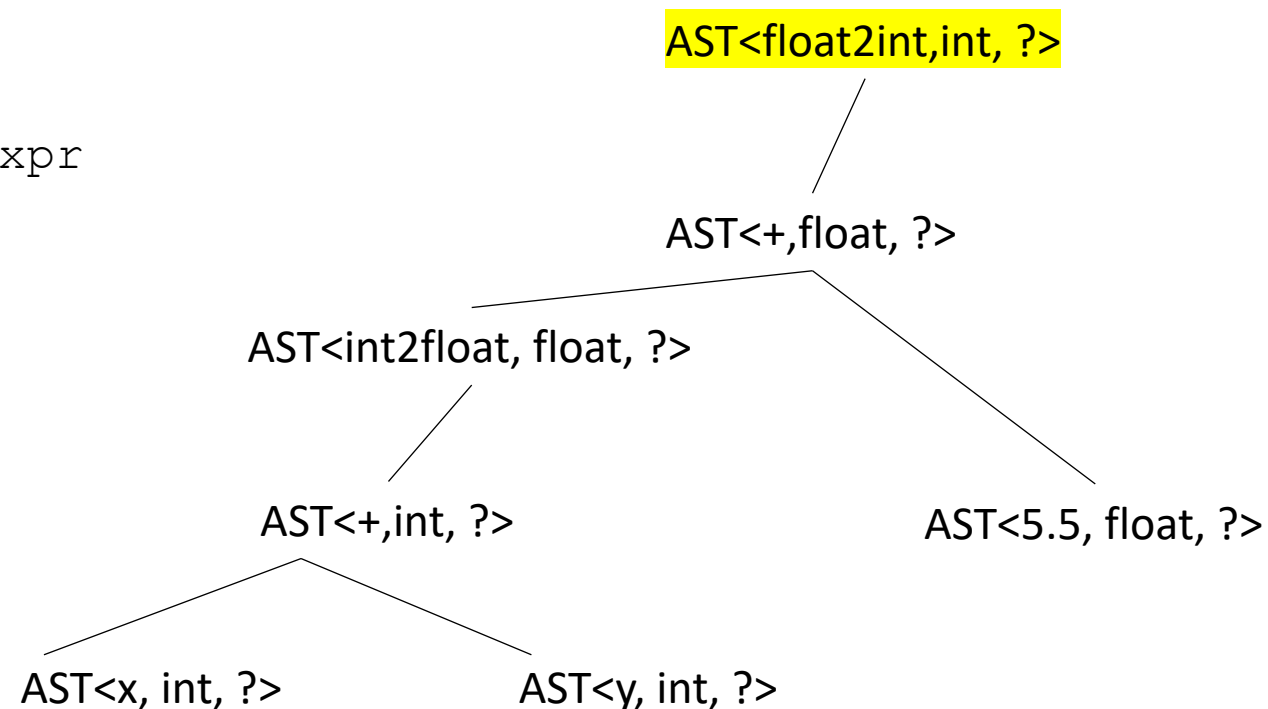 AST<float2int,int, ?>
xpr
AST<+,float, ?>
AST<int2float, float, ?>
AST<+,int, ?>
AST<5.5, float, ?>
AST<x, int, ?>
AST<y, int, ?>